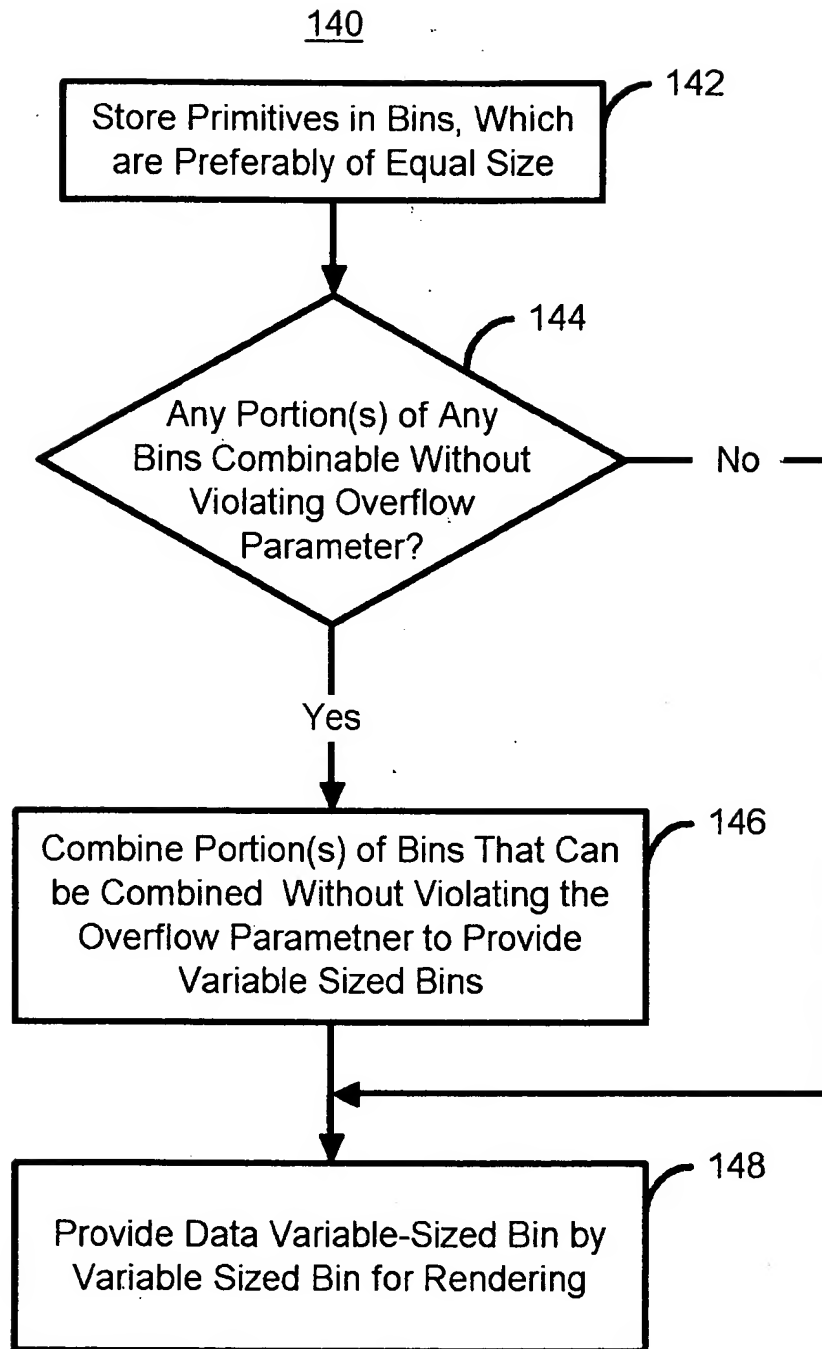 140
142
Store Primitives in Bins, Which
are Preferably of Equal Size
144
Any Portion(s) of Any
Bins Combinable Without
Violating Overflow
Parameter?
No
Yes
146
Combine Portion(s) of Bins That Can
be Combined Without Violating the
Overflow Parametner to Provide
Variable Sized Bins
148
Provide Data Variable-Sized Bin by
Variable Sized Bin for Rendering